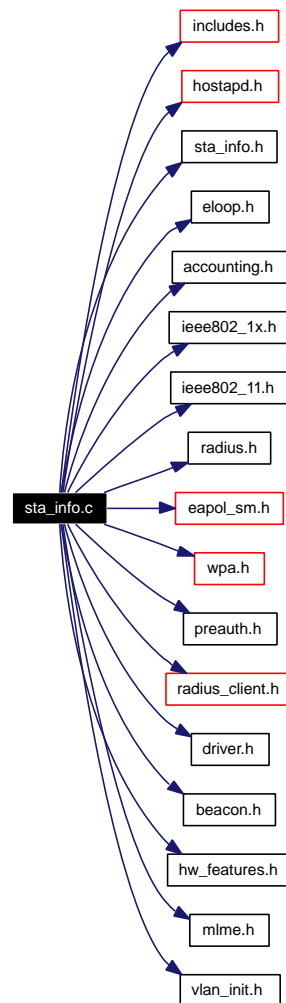 includes.h
hostapd.h
sta_info.h
eloop.h
accounting.h
ieee802_1x.h
ieee802_11.h
radius.h
sta_info.c
eapol_sm.h
wpa.h
preauth.h
radius_client.h
driver.h
beacon.h
hw_features.h
mlme.h
vlan_init.h